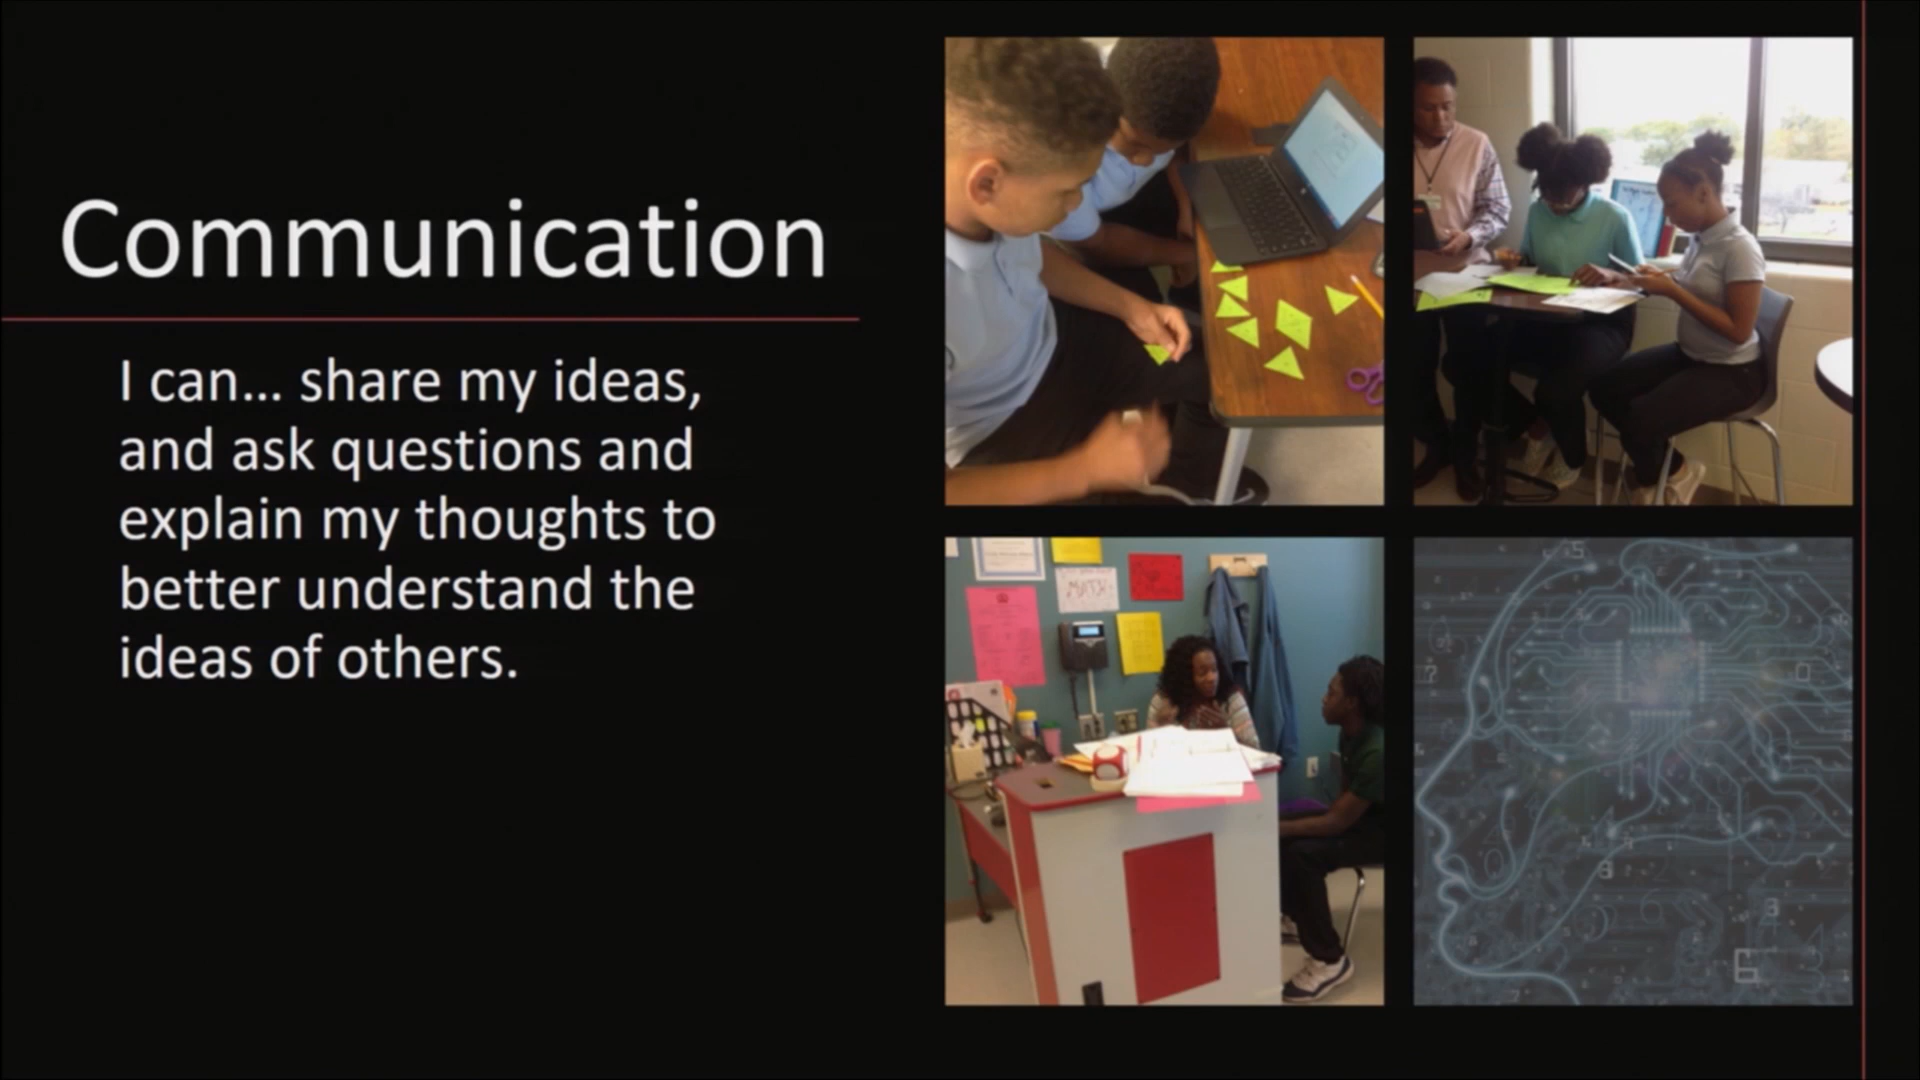 Communication
I can... share my ideas,
and ask questions and
explain my thoughts to
better understand the
ideas of others.
MATH